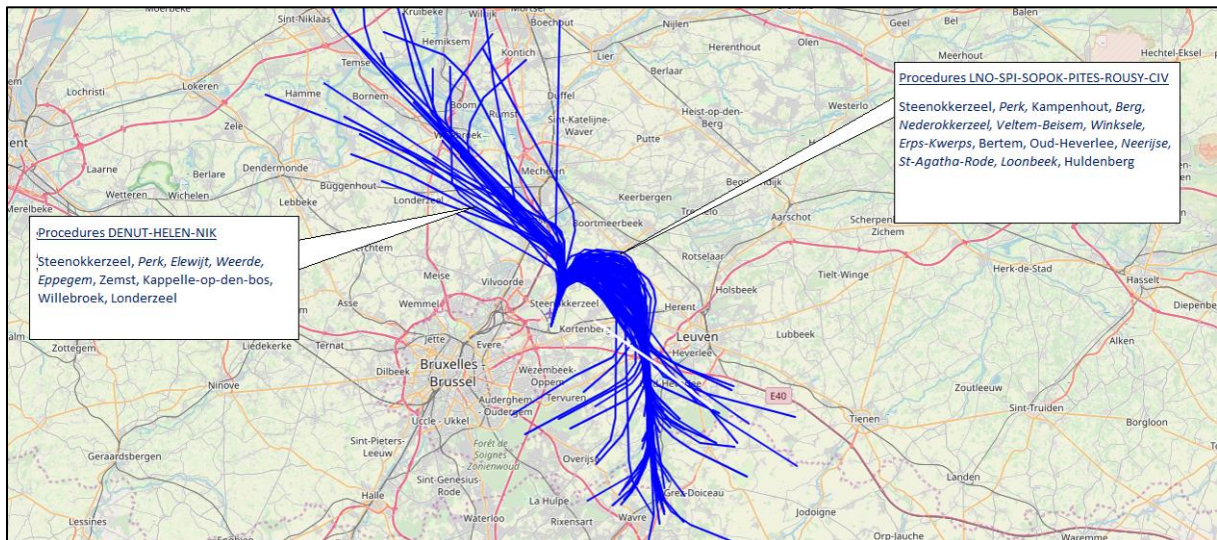 Procedures DENUT-HELEN-NIK
Steenokkerzeel, Perk, Elewijt, Weerde,
Eppegem, Zemst, Kappelle-op-den-bos,
Willebroek, Londerzeel
Procedures LNO-SPI-SOPOK-PITES-ROUSY-CIV
Steenokkerzeel, Perk, Kampenhout, Berg,
Nederokkerzeel, Veltem-Beisem, Winksele,
Erps-Kwerps, Bertem, Oud-Heverlee, Neerijse,
St-Agatha-Rode, Loonbeek, Huldenberg
Sint-Niklaas
Kruibeke
Wilrijk
Mortsel
Boechout
Nijlen
Herentals
Geel
Bel
Balen
Hechtel-Eksel
Hemiksem
Kontich
Lier
Herenthout
Olen
Meerhout
Temse
Lochristi
Lokeren
Hamme
Bornem
Boom
Rumst
Duffel
Berlaar
Westerlo
Zele
Sint-Katelijne-
Waver
Putte
Heist-op-den-
Berg
Laarne
Berlare
Dendermonde
Mechelen
Wetteren
Wichelen
Lebbeke
Buggenhout
Londerzeel
Keerbergen
Aarschot
Scherpenheuvel-
Zichem
Merelbeke
Boortmeerbeek
Tremelo
Rotselaar
Meise
Vilvoorde
Tielt-Winge
Herk-de-Stad
Hasselt
Diepenbeek
Asse
Wemmel
Steenokkerzeel
Herent
Holsbeek
Zottegem
Liedekerke
Ternat
Jette
Evere
Kortenberg
Leuven
Lubbeek
Alken
Heverlee
Ninove
Dilbeek
Bruxelles -
Brussel
Wezembeek-
Oppem
Tervuren
Zoutleeuw
E40
Auderghem
- Oudergem
Uccle - Ukkel
Tienen
Sint-Truiden
Borgloon
Sint-Pieters-
Leeuw
Forêt de
Soignes -
Zoniënwoud
Overijse
Geraardsbergen
Halle
Sint-Genesius-
Rode
La Hulpe
Grez-Doiceau
Lessines
Waterloo
Rixensart
Wavre
Jodoigne
Orp-Jauche
Waremme